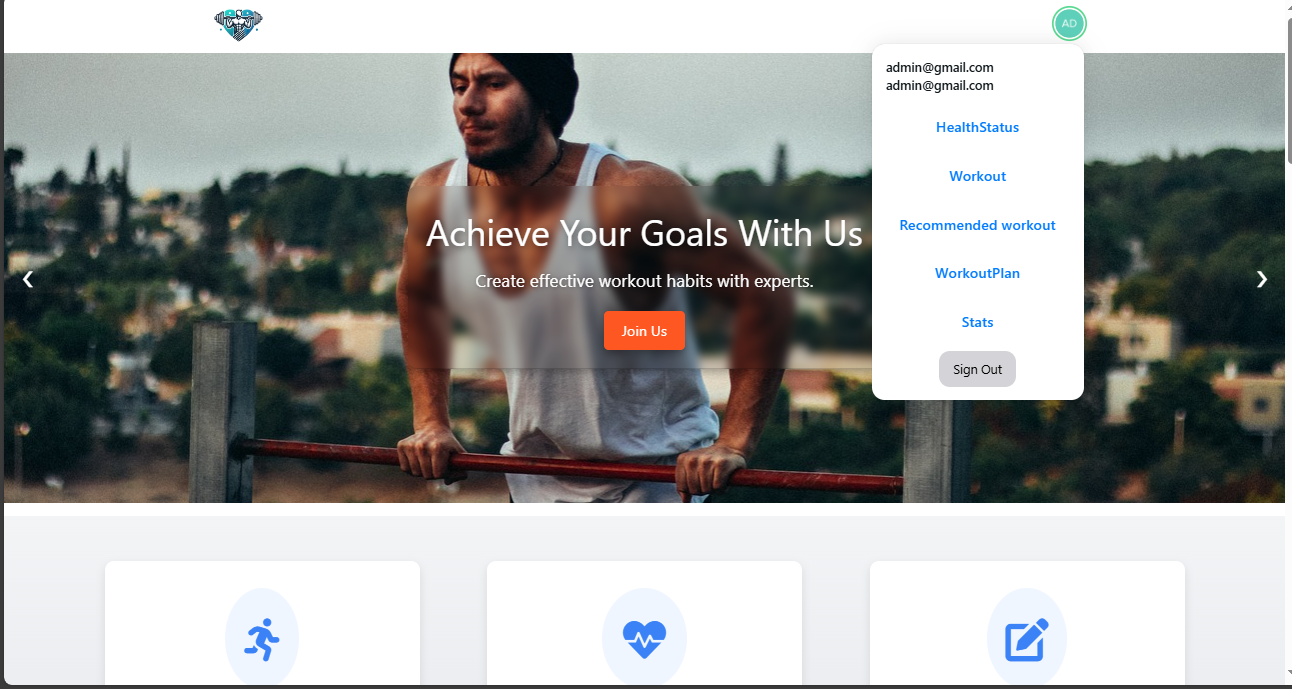 AD
admin@gmail.com
admin@gmail.com
HealthStatus
Workout
Recommended workout
WorkoutPlan
Stats
Sign Out
Achieve Your Goals With Us
Create effective workout habits with experts.
Join Us